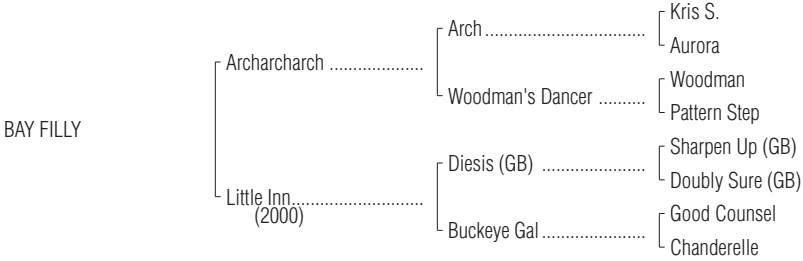 Kris S.
Arch ..................................
Aurora
Archarcharch ....................
Woodman
Woodman's Dancer ..........
Pattern Step
BAY FILLY
Sharpen Up (GB)
Diesis (GB) ......................
Doubly Sure (GB)
Little Inn............................
(2000)
Good Counsel
Buckeye Gal ......................
Chanderelle